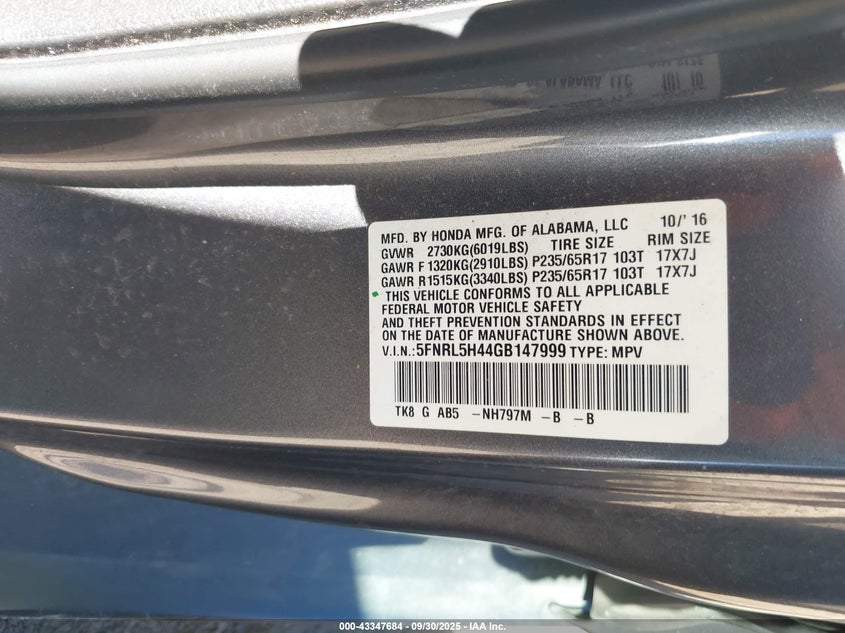 MFD. BY HONDA MFG. OF ALABAMA, LLC 10/'16
GVWR 2730KG(6019LBS) TIRE SIZE RIM SIZE
GAWR F 1320KG(2910LBS) P235/65R17 103T 17X7J
GAWR R1515KG(3340LBS) P235/65R17 103T 17X7J
THIS VEHICLE CONFORMS TO ALL APPLICABLE
FEDERAL MOTOR VEHICLE SAFETY
AND THEFT PREVENTION STANDARDS IN EFFECT
ON THE DATE OF MANUFACTURE SHOWN ABOVE.
V.I.N.: 5FNRL5H44GB147999 TYPE: MPV
TK8 G AB5 -NH797M -B -B
000-43347684 - 09/30/2025 - IAA Inc.